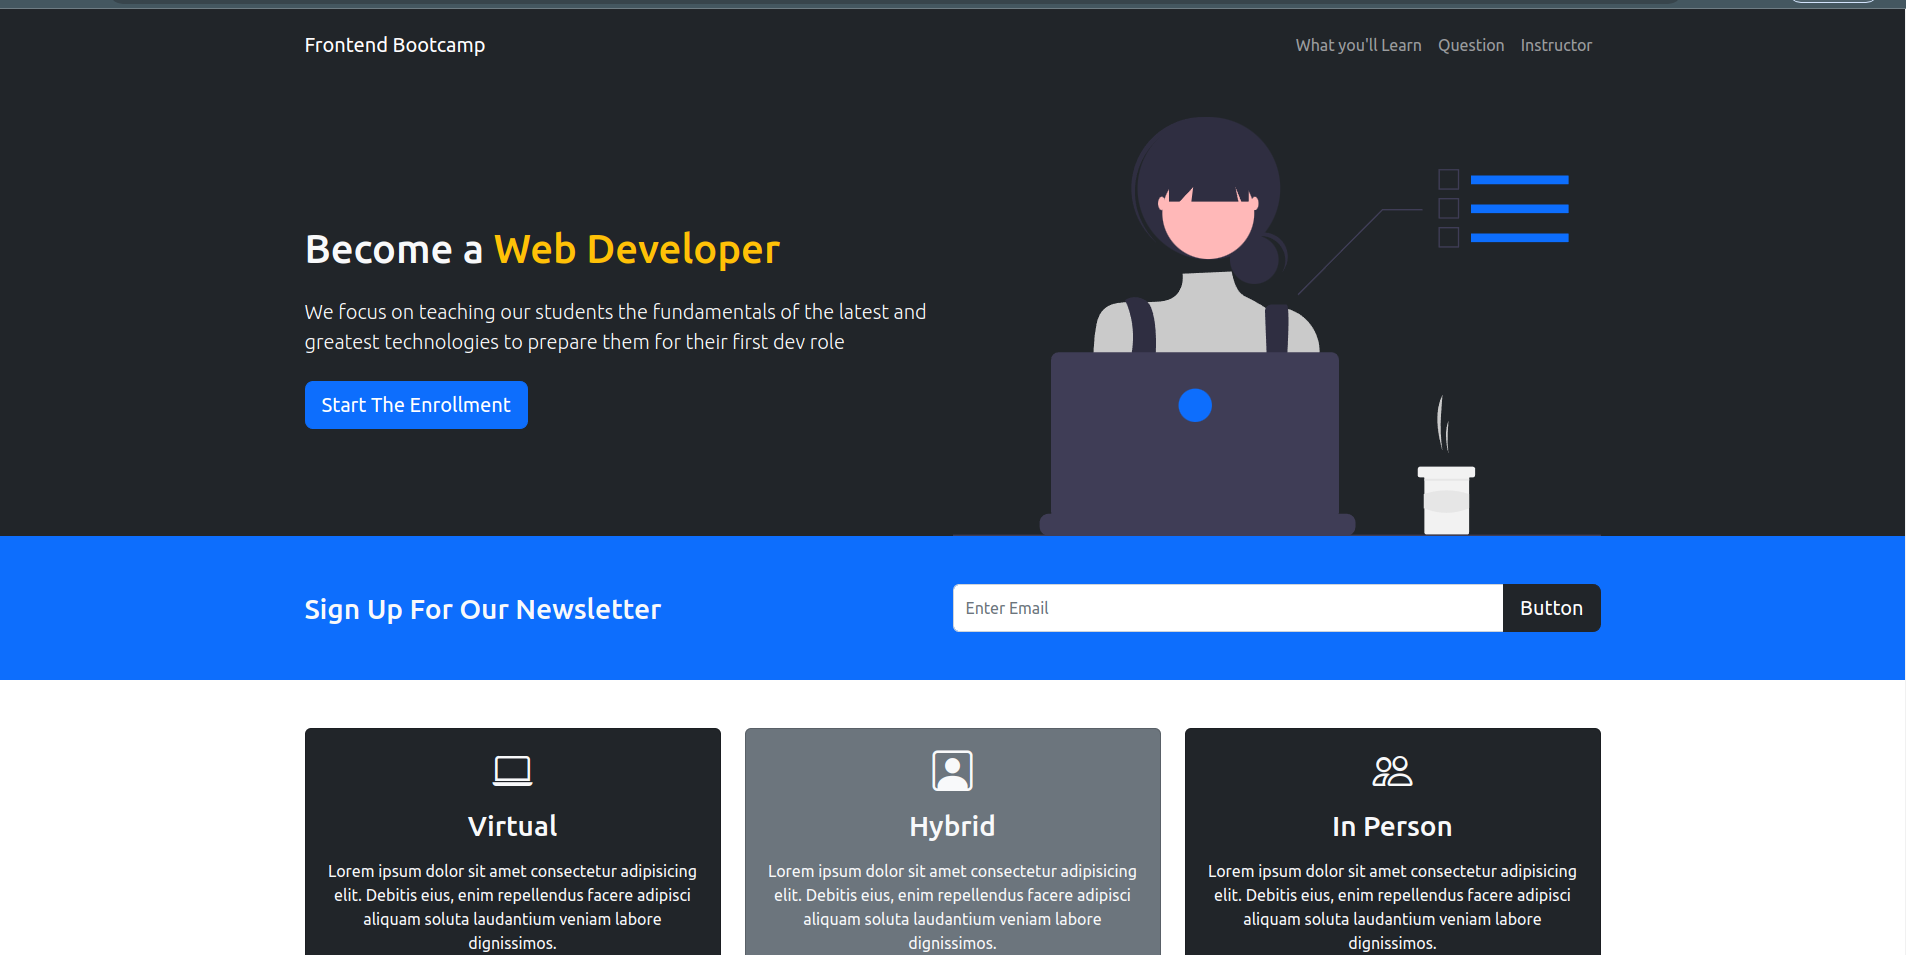 Frontend Bootcamp
What you'll Learn
Question
Instructor
Become a Web Developer
We focus on teaching our students the fundamentals of the latest and
greatest technologies to prepare them for their first dev role
Start The Enrollment
Sign Up For Our Newsletter
Enter Email
Button
Virtual
Lorem ipsum dolor sit amet consectetur adipisicing
elit. Debitis eius, enim repellendus facere adipisci
aliquam soluta laudantium veniam labore
dignissimos.
Hybrid
Lorem ipsum dolor sit amet consectetur adipisicing
elit. Debitis eius, enim repellendus facere adipisci
aliquam soluta laudantium veniam labore
dignissimos.
In Person
Lorem ipsum dolor sit amet consectetur adipisicing
elit. Debitis eius, enim repellendus facere adipisci
aliquam soluta laudantium veniam labore
dignissimos.